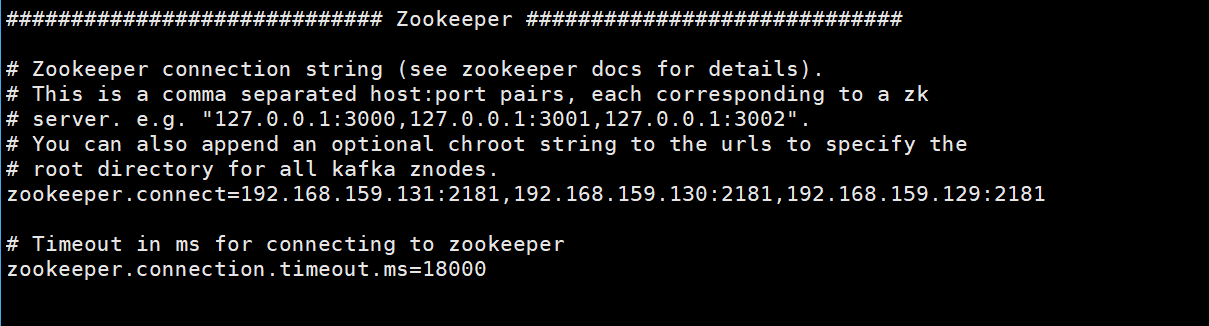 ############################# Zookeeper #############################
# Zookeeper connection string (see zookeeper docs for details).
# This is a comma separated host:port pairs, each corresponding to a zk
# server. e.g. "127.0.0.1:3000,127.0.0.1:3001,127.0.0.1:3002".
# You can also append an optional chroot string to the urls to specify the
# root directory for all kafka znodes.
zookeeper.connect=192.168.159.131:2181,192.168.159.130:2181,192.168.159.129:2181
# Timeout in ms for connecting to zookeeper
zookeeper.connection.timeout.ms=18000